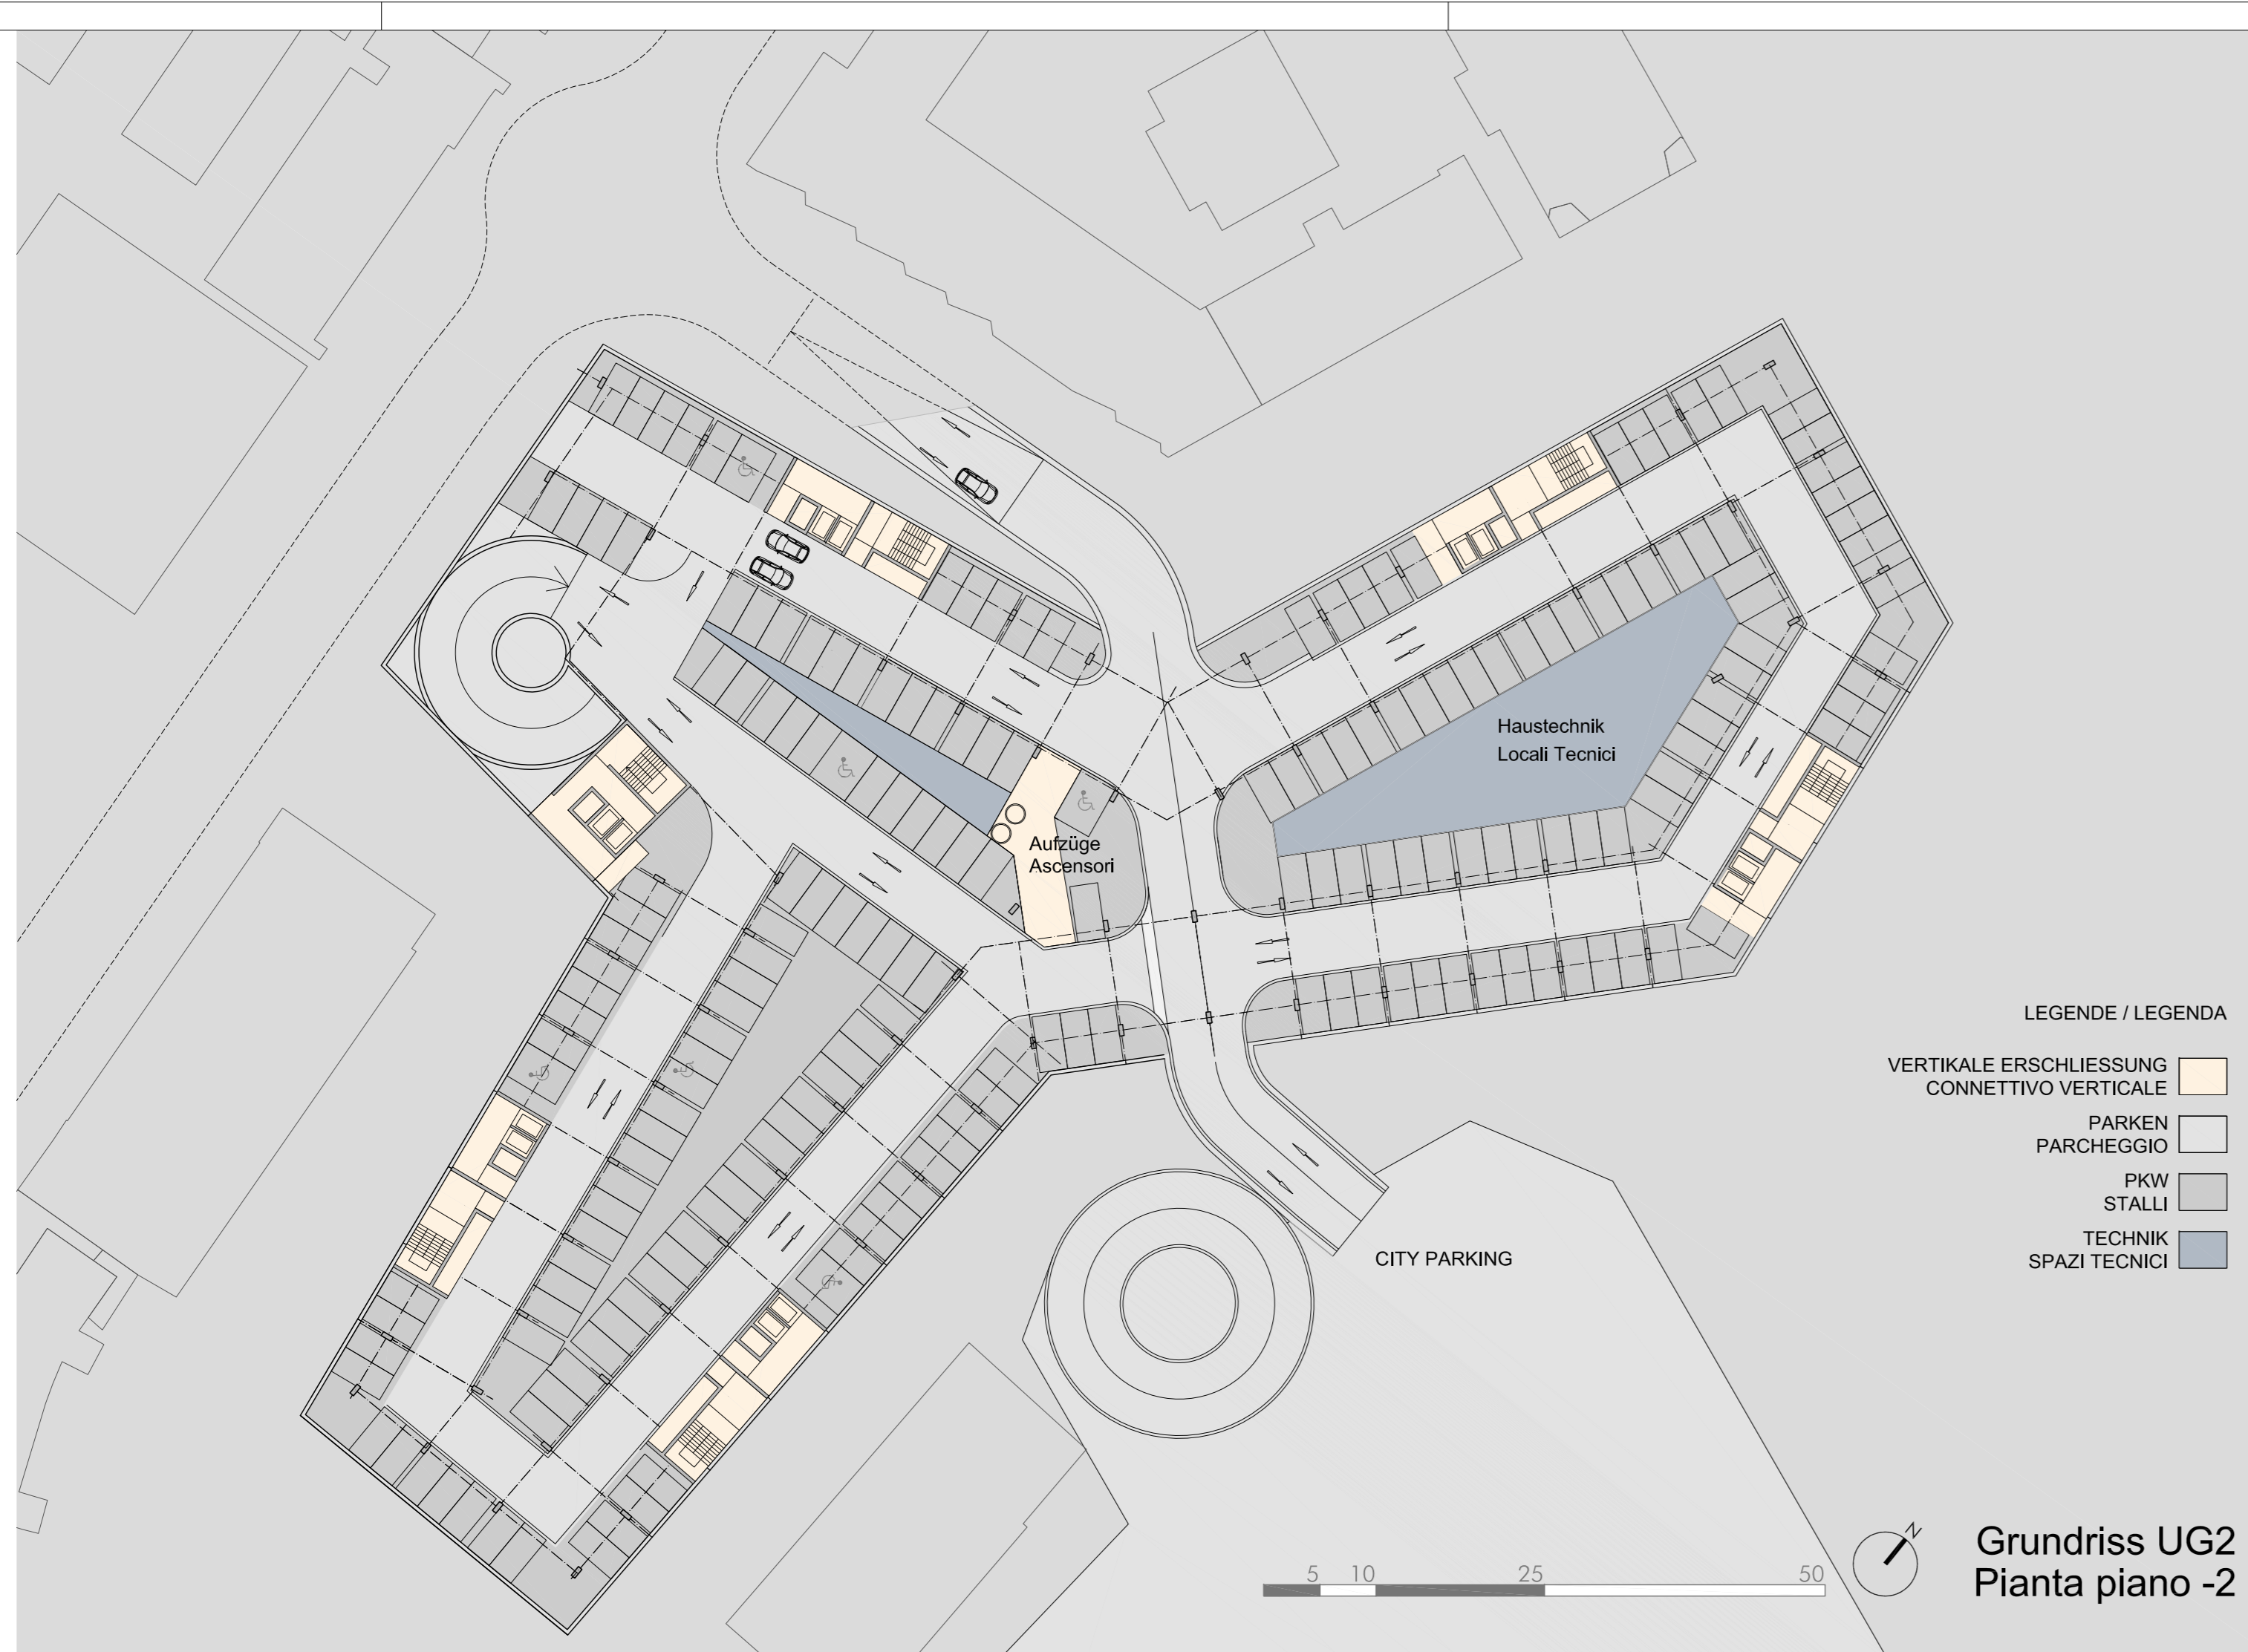 Haustechnik
Locali Tecnici
Aufzüge
Ascensori
LEGENDE / LEGENDA
VERTIKALE ERSCHLIESSUNG
CONNETTIVO VERTICALE
PARKEN
PARCHEGGIO
PKW
STALLI
TECHNIK
SPAZI TECNICI
CITY PARKING
5 10 25 50
N
Grundriss UG2
Pianta piano -2